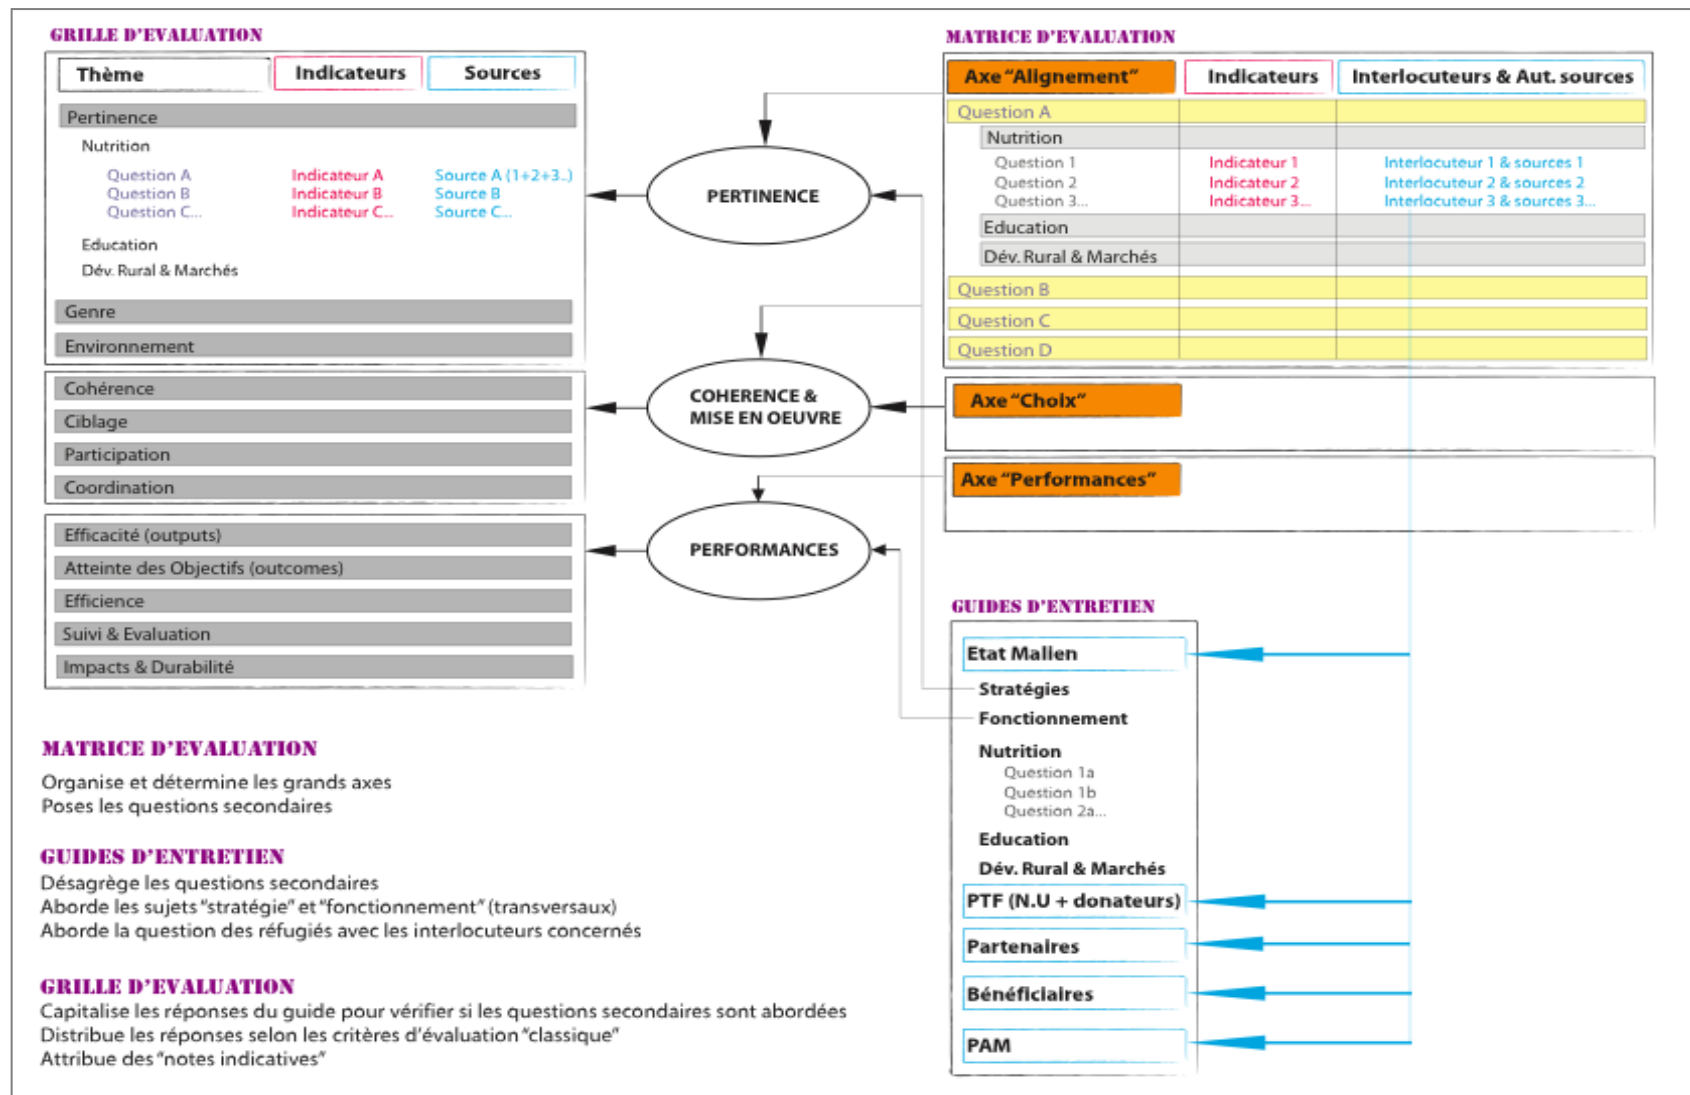 GRILLE D'EVALUATION
Thème Indicateurs Sources
Pertinence
Nutrition
Question A Indicateur A Source A (1+2+3..)
Question B Indicateur B Source B
Question C... Indicateur C... Source C...
Education
Dév. Rural & Marchés
Genre
Environnement
Cohérence
Ciblage
Participation
Coordination
Efficacité (outputs)
Atteinte des Objectifs (outcomes)
Efficience
Suivi & Evaluation
Impacts & Durabilité
PERTINENCE
COHERENCE &
MISE EN OEUVRE
PERFORMANCES
MATRICE D'EVALUATION
Axe "Alignement" Indicateurs Interlocuteurs & Aut. sources
Question A
Nutrition
Question 1 Indicateur 1 Interlocuteur 1 & sources 1
Question 2 Indicateur 2 Interlocuteur 2 & sources 2
Question 3... Indicateur 3... Interlocuteur 3 & sources 3...
Education
Dév. Rural & Marchés
Question B
Question C
Question D
Axe "Choix"
Axe "Performances"
GUIDES D'ENTRETIEN
Etat Malien
Stratégies
Fonctionnement
Nutrition
Question 1a
Question 1b
Question 2a...
Education
Dév. Rural & Marchés
PTF (N.U + donateurs)
Partenaires
Bénéficiaires
PAM
MATRICE D'EVALUATION
Organise et détermine les grands axes
Poses les questions secondaires
GUIDES D'ENTRETIEN
Désagrège les questions secondaires
Aborde les sujets "stratégie" et "fonctionnement" (transversaux)
Aborde la question des réfugiés avec les interlocuteurs concernés
GRILLE D'EVALUATION
Capitalise les réponses du guide pour vérifier si les questions secondaires sont abordées
Distribue les réponses selon les critères d'évaluation "classique"
Attribue des "notes indicatives"